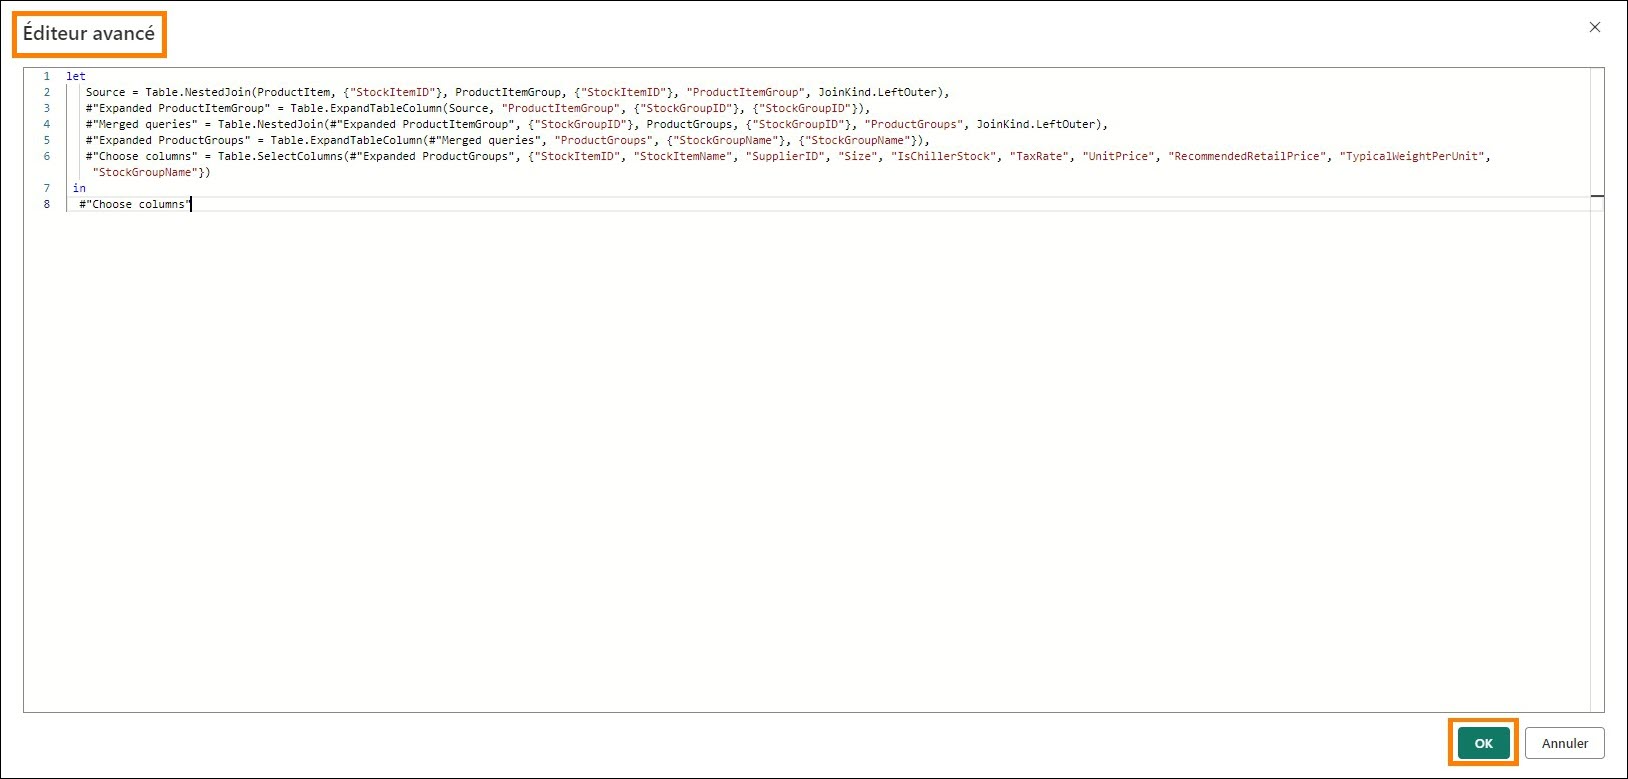 Éditeur avancé
1 let
2 Source = Table.NestedJoin(ProductItem, {"StockItemID"}, ProductItemGroup, {"StockItemID"}, "ProductItemGroup", JoinKind.LeftOuter),
3 #"Expanded ProductItemGroup" = Table.ExpandTableColumn(Source, "ProductItemGroup", {"StockGroupID"}, {"StockGroupID"}),
4 #"Merged queries" = Table.NestedJoin(#"Expanded ProductItemGroup", {"StockGroupID"}, ProductGroups, {"StockGroupID"}, "ProductGroups", JoinKind.LeftOuter),
5 #"Expanded ProductGroups" = Table.ExpandTableColumn(#"Merged queries", "ProductGroups", {"StockGroupName"}, {"StockGroupName"}),
6 #"Choose columns" = Table.SelectColumns(#"Expanded ProductGroups", {"StockItemID", "StockItemName", "SupplierID", "Size", "IsChillerStock", "TaxRate", "UnitPrice", "RecommendedRetailPrice", "TypicalWeightPerUnit",
"StockGroupName"})
7 in
8 #"Choose columns"
OK
Annuler